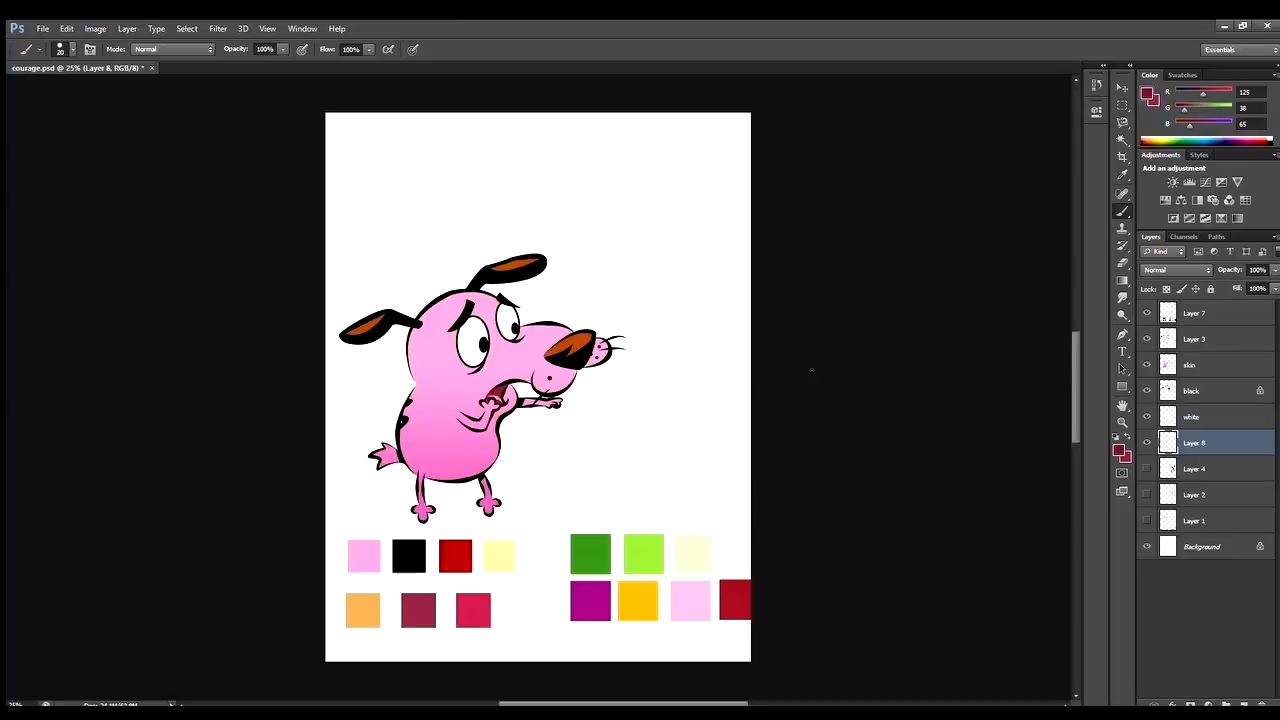 Ps File Edit Image Layer Type Select Filter 3D View Window Help
20 Mode: Normal Opacity: 100% Flow: 100% Essentials
courage.psd @ 25% (Layer 8, RGB/8) * ×
Color Swatches
R 125
G 38
B 65
Adjustments Styles
Add an adjustment
Layers Channels Paths
Kind
Normal Opacity: 100%
Lock: Fill: 100%
Layer 7
Layer 3
skin
black
white
Layer 8
Layer 4
Layer 2
Layer 1
Background
25%